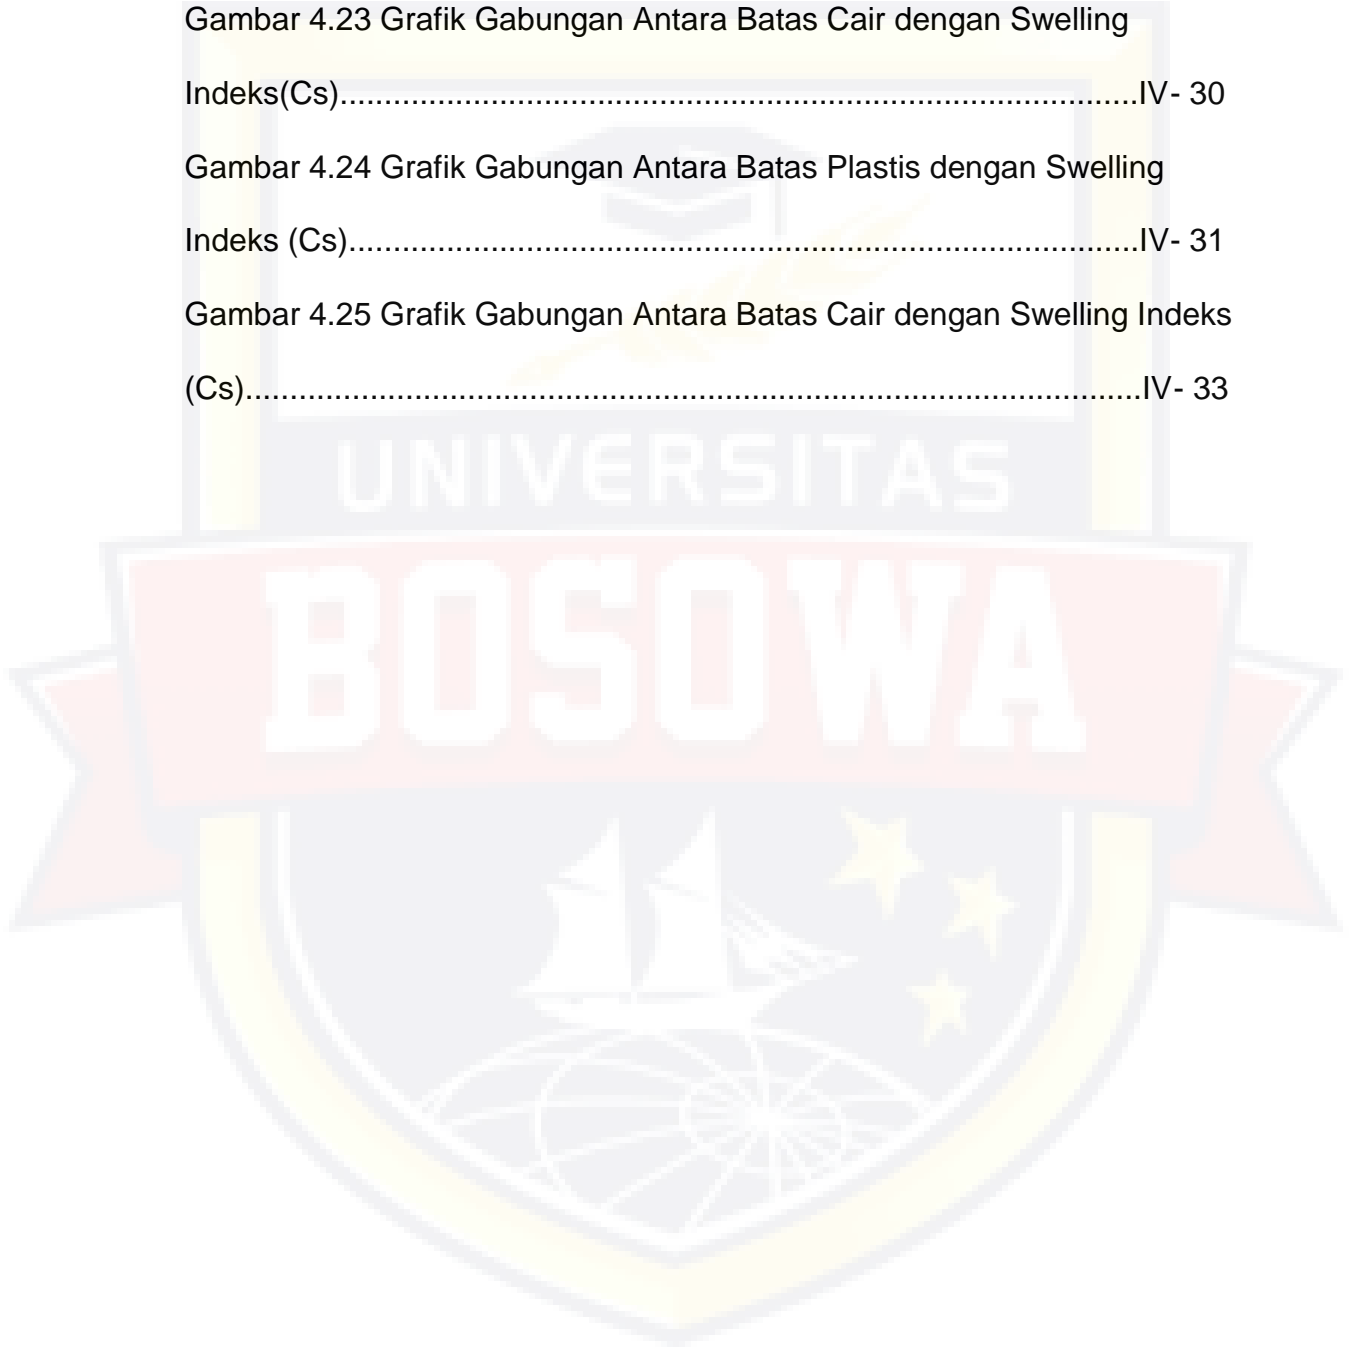 Gambar 4.23 Grafik Gabungan Antara Batas Cair dengan Swelling
Indeks(Cs)..........................................................................................IV- 30
Gambar 4.24 Grafik Gabungan Antara Batas Plastis dengan Swelling
Indeks (Cs).........................................................................................IV- 31
Gambar 4.25 Grafik Gabungan Antara Batas Cair dengan Swelling Indeks
(Cs).....................................................................................................IV- 33
UNIVERSITAS
BOSOWA